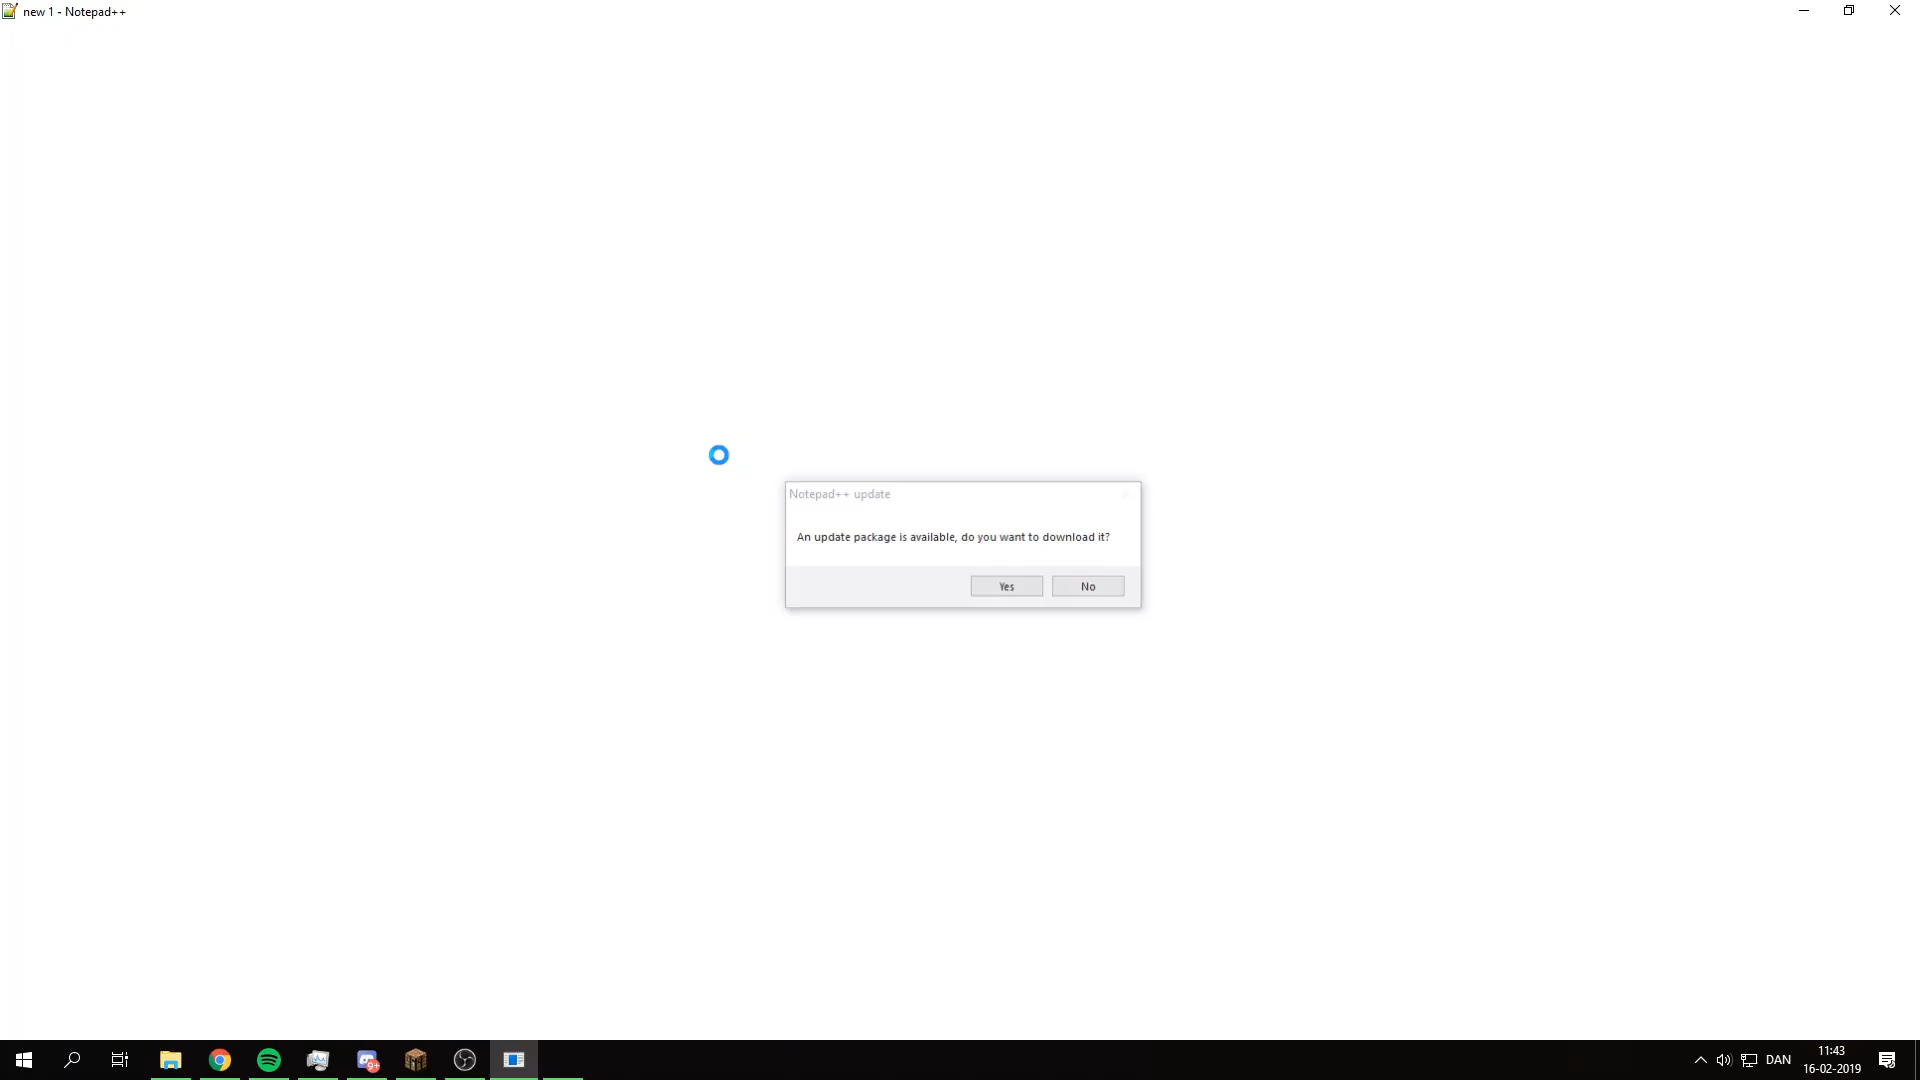 new 1 - Notepad++
Notepad++ update
An update package is available, do you want to download it?
Yes
No
9+
DAN
11:43
16-02-2019